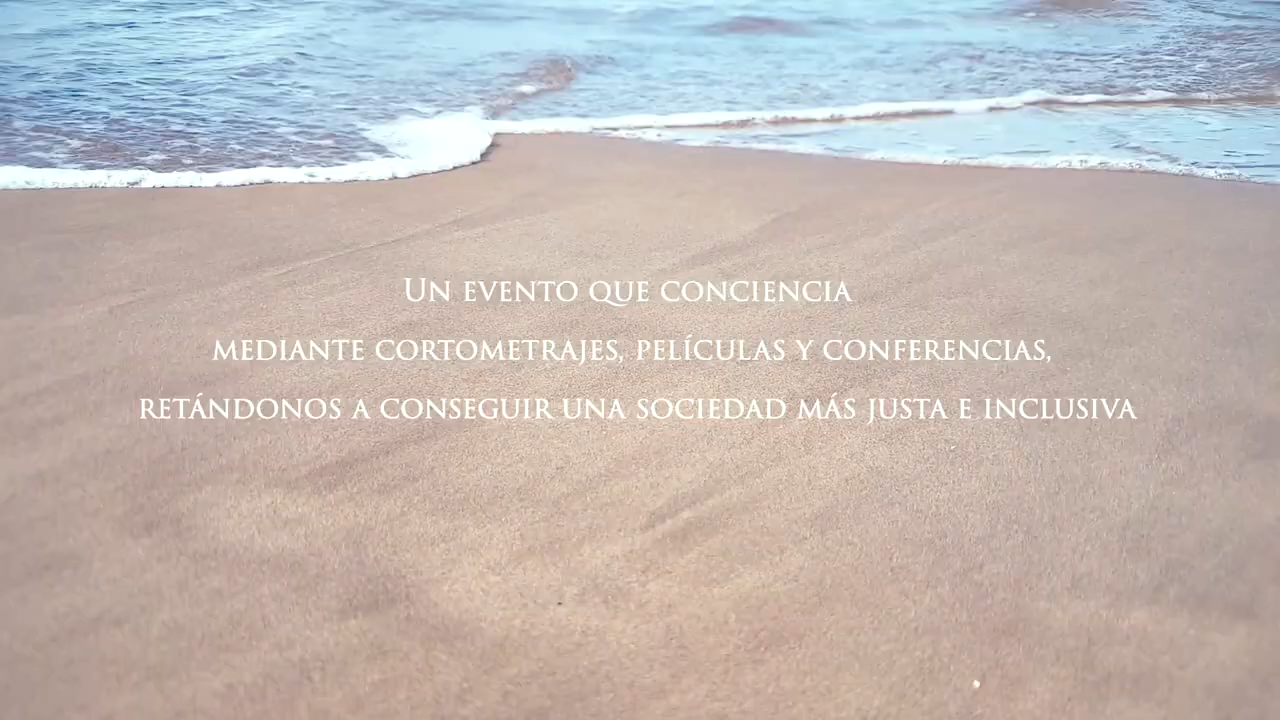 Un evento que conciencia
mediante cortometrajes, películas y conferencias,
retándonos a conseguir una sociedad más justa e inclusiva